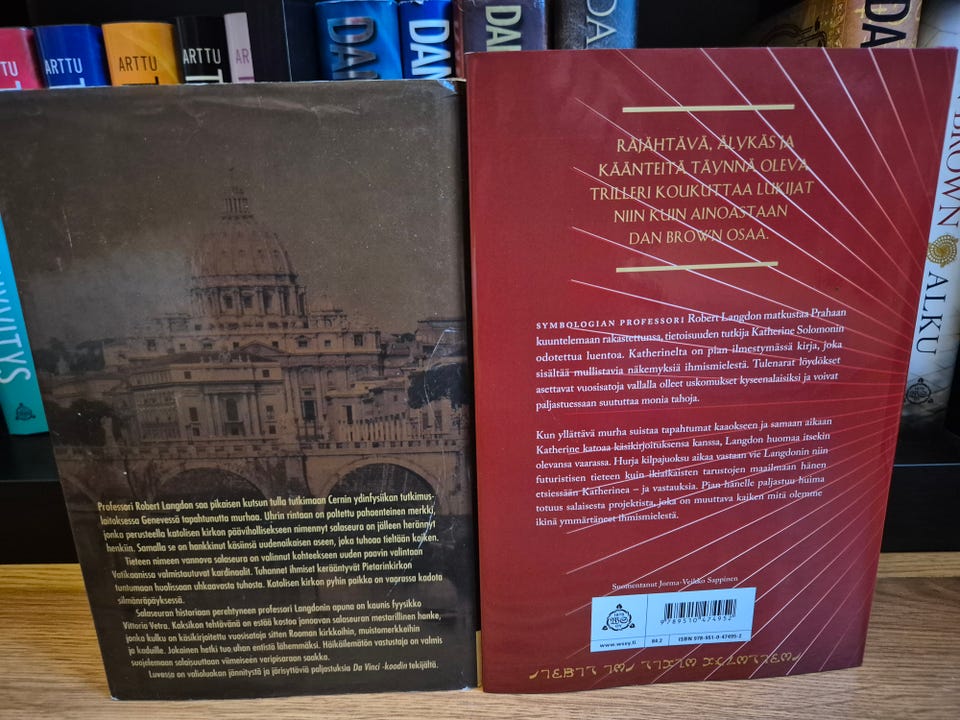 ARTTU
ARTTU
ARTTU
ARTTU
DAN
DAN
DAN
DA
DAN
BROWN
ALKU
Professori Robert Langdon saa pikaisen kutsun tulla tutkimaan Cernin ydinfysiikan tutkimus-
laitoksessa Genevessä tapahtunutta murhaa. Uhrin rintaan on poltettu pahaenteinen merkki,
jonka perusteella katolisen kirkon päävihollisekseen nimennyt salaseura on jälleen herännyt
henkiin. Samalla se on hankkinut käsiinsä uudenaikaisen aseen, joka tuhoaa tieltään kaiken.
Tieteen nimeen vannova salaseura on valinnut kohteekseen uuden paavin valintaan
Vatikaanissa valmistautuvat kardinaalit. Tuhannet ihmiset kerääntyvät Pietarinkirkon
tuntumaan huolissaan uhkaavasta tuhosta. Katolisen kirkon pyhin paikka on vaarassa kadota
silmänräpäyksessä.
Salaseuran historiaan perehtyneen professori Langdonin apuna on kaunis fyysikko
Vittoria Vetra. Kaksikon tehtävänä on estää kostoa janoavan salaseuran mestarillinen hanke,
jonka kulku on käsikirjoitettu vuosisatoja sitten Rooman kirkkoihin, muistomerkkeihin
ja kaduille. Jokainen hetki tuo uhan entistä lähemmäksi. Häikäilemätön vastustaja on valmis
suojelemaan salaisuuttaan viimeiseen veripisaraan saakka.
Luvassa on valioluokan jännitystä ja järisyttäviä paljastuksia Da Vinci -koodin tekijältä.
RÄJÄHTÄVÄ, ÄLYKÄS JA
KÄÄNTEITÄ TÄYNNÄ OLEVA
TRILLERI KOUKUTTAA LUKIJAT
NIIN KUIN AINOASTAAN
DAN BROWN OSAA.
SYMBOLOGIAN PROFESSORI Robert Langdon matkustaa Prahaan
kuuntelemaan rakastettunsa, tietoisuuden tutkija Katherine Solomonin
odotettua luentoa. Katherinelta on pian ilmestymässä kirja, joka
sisältää mullistavia näkemyksiä ihmismielestä. Tulenarat löydökset
asettavat vuosisatoja vallalla olleet uskomukset kyseenalaisiksi ja voivat
paljastuessaan suututtaa monia tahoja.
Kun yllättävä murha suistaa tapahtumat kaaokseen ja samaan aikaan
Katherine katoaa käsikirjoituksensa kanssa, Langdon huomaa itsekin
olevansa vaarassa. Hurja kilpajuoksu aikaa vastaan vie Langdonin niin
futuristisen tieteen kuin ikiaikaisten tarustojen maailmaan hänen
etsiessään Katherinea – ja vastauksia. Pian hänelle paljastuu huima
totuus salaisesta projektista, joka on muuttava kaiken mitä olemme
ikinä ymmärtäneet ihmismielestä.
Suomentanut Jorma-Veikko Sappinen
9 789510 474952
www.wsoy.fi
84.2
ISBN 978-951-0-47495-2